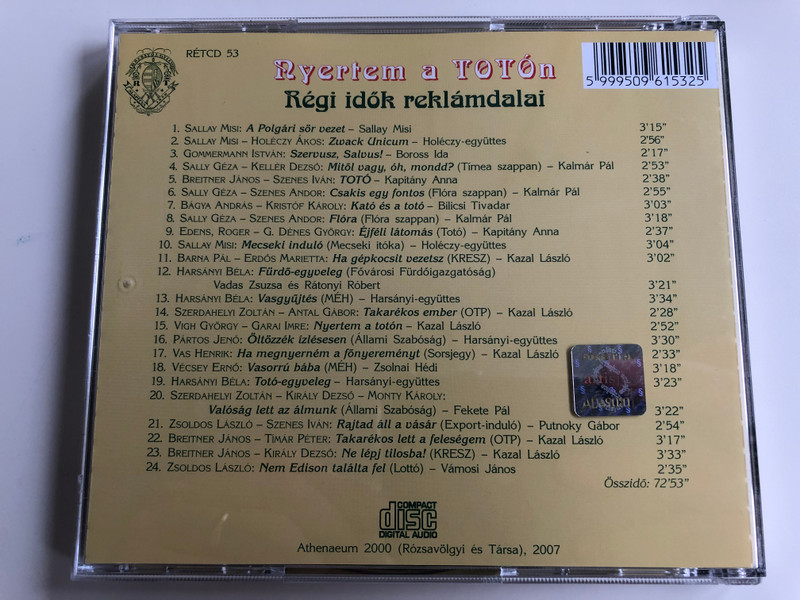 RÉTCD 53
Nyertem a TOTÓn
Régi idők reklámdalai
5 999509 615325
1. SALLAY MISI: A Polgári sör vezet – Sallay Misi 3'15"
2. SALLAY MISI - HOLÉCZY ÁKOS: Zwack Unicum – Holéczy-együttes 2'56"
3. GOMMERMANN ISTVÁN: Szervusz, Salvus! – Boross Ida 2'17"
4. SALLY GÉZA – KELLÉR DEZSŐ: Mitől vagy, óh, mondd? (Timea szappan) – Kalmár Pál 2'53"
5. BREITNER JÁNOS – SZENES IVÁN: TOTÓ – Kapitány Anna 2'38"
6. SALLY GÉZA – SZENES ANDOR: Csakis egy fontos (Flóra szappan) – Kalmár Pál 2'55"
7. BÁGYA ANDRÁS – KRISTÓF KÁROLY: Kató és a totó – Bilicsi Tivadar 3'03"
8. SALLY GÉZA – SZENES ANDOR: Flóra (Flóra szappan) – Kalmár Pál 3'18"
9. EDENS, ROGER – G. DÉNES GYÖRGY: Éjféli látomás (Totó) – Kapitány Anna 2'37"
10. SALLAY MISI: Mecseki induló (Mecseki itóka) – Holéczy-együttes 3'04"
11. BARNA PÁL – ERDŐS MARIETTA: Ha gépkocsit vezetsz (KRESZ) – Kazal László 3'02"
12. HARSÁNYI BÉLA: Fürdő-egyveleg (Fővárosi Fürdőigazgatóság)
Vadas Zsuzsa és Rátonyi Róbert 3'21"
13. HARSÁNYI BÉLA: Vasgyűjtés (MÉH) – Harsányi-együttes 3'34"
14. SZERDAHELYI ZOLTÁN – ANTAL GÁBOR: Takarékos ember (OTP) – Kazal László 2'28"
15. VIGH GYÖRGY – GARAI IMRE: Nyertem a totón – Kazal László 2'52"
16. PÁRTOS JENŐ: Öltözzék ízlésesen (Állami Szabóság) – Harsányi-együttes 3'30"
17. VAS HENRIK: Ha megnyerném a főnyereményt (Sorsjegy) – Kazal László 2'33"
18. VÉCSEY ERNŐ: Vasorrú bába (MÉH) – Zsolnai Hédi 3'18"
19. HARSÁNYI BÉLA: Totó-egyveleg – Harsányi-együttes 3'23"
20. SZERDAHELYI ZOLTÁN – KIRÁLY DEZSŐ – MONTY KÁROLY:
Valóság lett az álmunk (Állami Szabóság) – Fekete Pál 3'22"
21. ZSOLDOS LÁSZLÓ – SZENES IVÁN: Rajtad áll a vásár (Export-induló) – Putnoky Gábor 2'54"
22. BREITNER JÁNOS – TIMÁR PÉTER: Takarékos lett a feleségem (OTP) – Kazal László 3'17"
23. BREITNER JÁNOS – KIRÁLY DEZSŐ: Ne lépj tilosba! (KRESZ) – Kazal László 3'33"
24. ZSOLDOS LÁSZLÓ: Nem Edison találta fel (Lottó) – Vámosi János 2'35"
Összidő: 72'53"
COMPACT
disc
DIGITAL AUDIO
Athenaeum 2000 (Rózsavölgyi és Társa), 2007